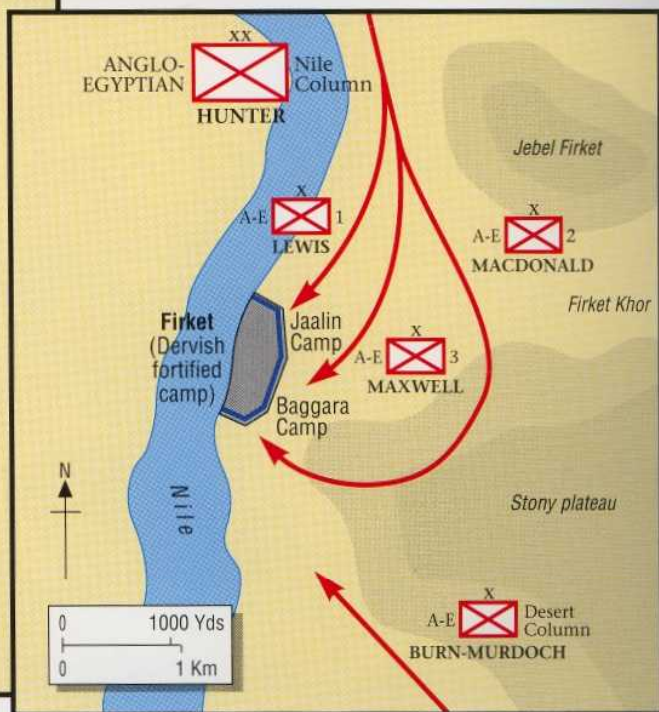 XX
ANGLO-
EGYPTIAN
Nile
Column
HUNTER
Jebel Firket
X
A-E 1
LEWIS
X
A-E 2
MACDONALD
Firket Khor
Firket
(Dervish
fortified
camp)
Jaalin
Camp
X
A-E 3
MAXWELL
Baggara
Camp
N
Nile
Stony plateau
X
A-E
Desert
Column
BURN-MURDOCH
0 1000 Yds
0 1 Km